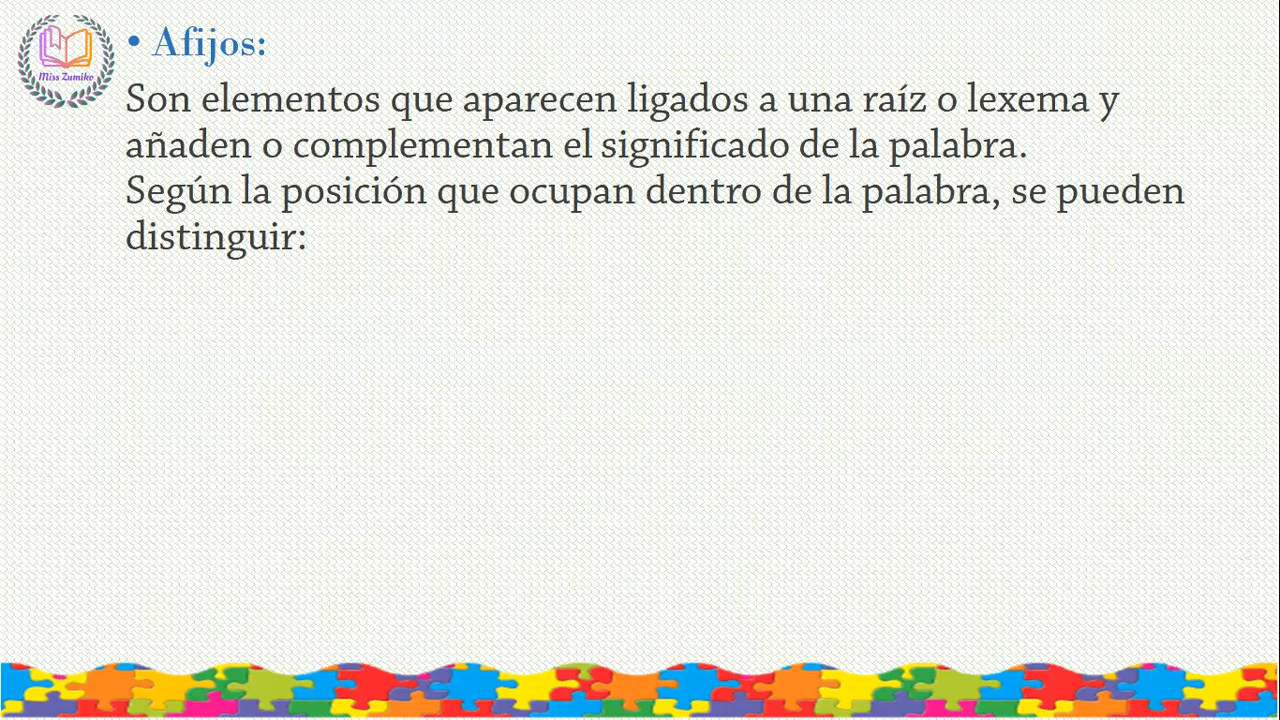 • Afijos:
Miss Zumiko
Son elementos que aparecen ligados a una raíz o lexema y
añaden o complementan el significado de la palabra.
Según la posición que ocupan dentro de la palabra, se pueden
distinguir: